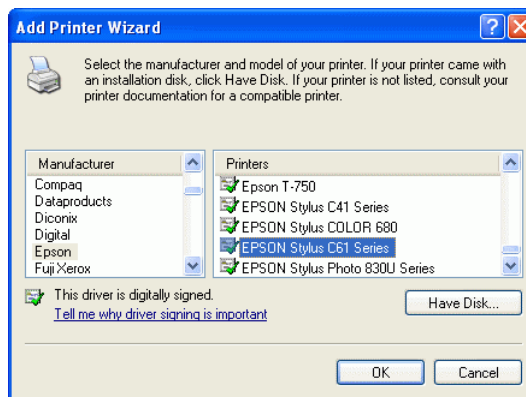 Add Printer Wizard
Select the manufacturer and model of your printer. If your printer came with
an installation disk, click Have Disk. If your printer is not listed, consult your
printer documentation for a compatible printer.
Manufacturer
Compaq
Dataproducts
Diconix
Digital
Epson
Fuji Xerox
Printers
Epson T-750
EPSON Stylus C41 Series
EPSON Stylus COLOR 680
EPSON Stylus C61 Series
EPSON Stylus Photo 830U Series
This driver is digitally signed.
Tell me why driver signing is important
Have Disk...
OK
Cancel